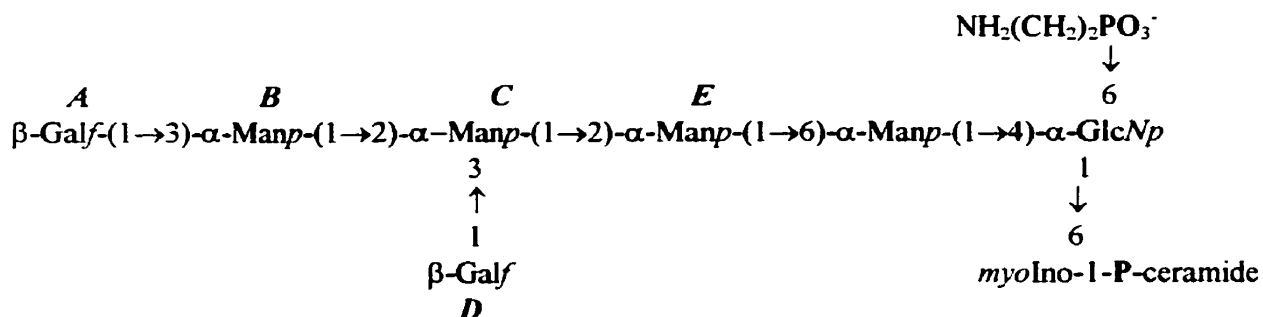 NH₂(CH₂)₂PO₃⁻
↓
A B C E 6
β-Galf-(1→3)-α-Manp-(1→2)-α-Manp-(1→2)-α-Manp-(1→6)-α-Manp-(1→4)-α-GlcNp
3 1
↑ ↓
1 6
β-Galf myoIno-1-P-ceramide
D